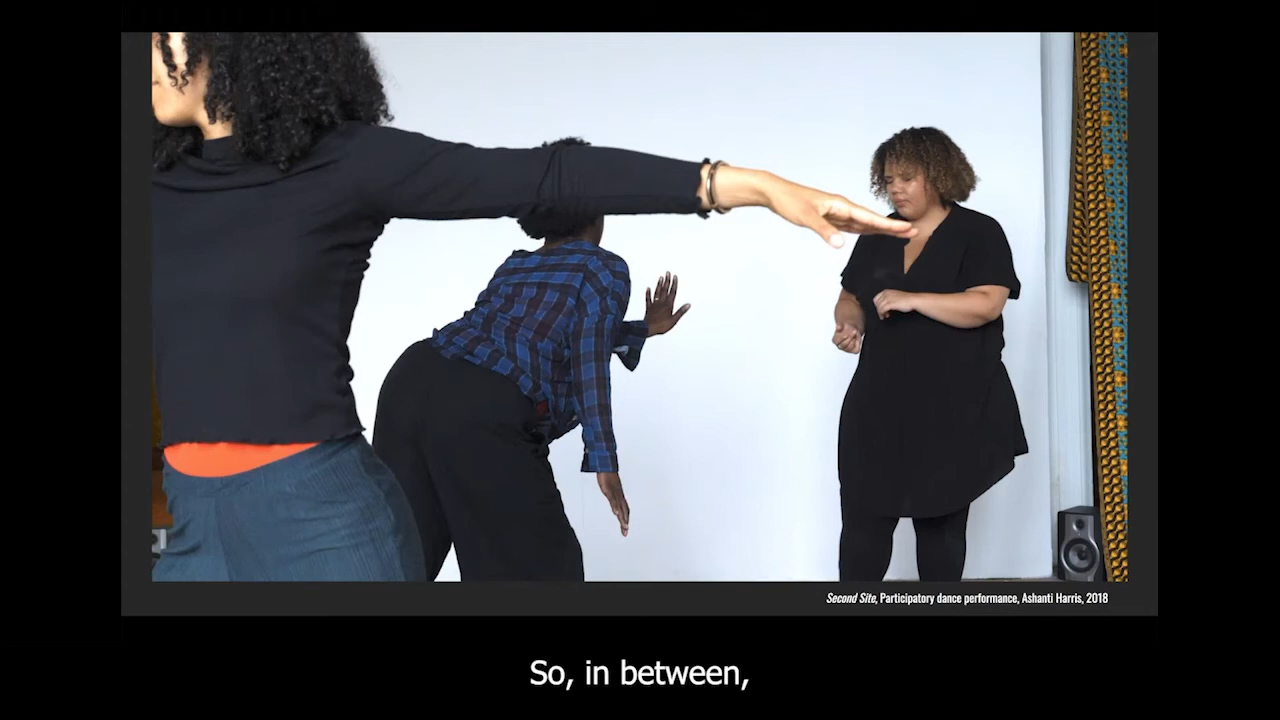 Second Site, Participatory dance performance, Ashanti Harris, 2018
So, in between,